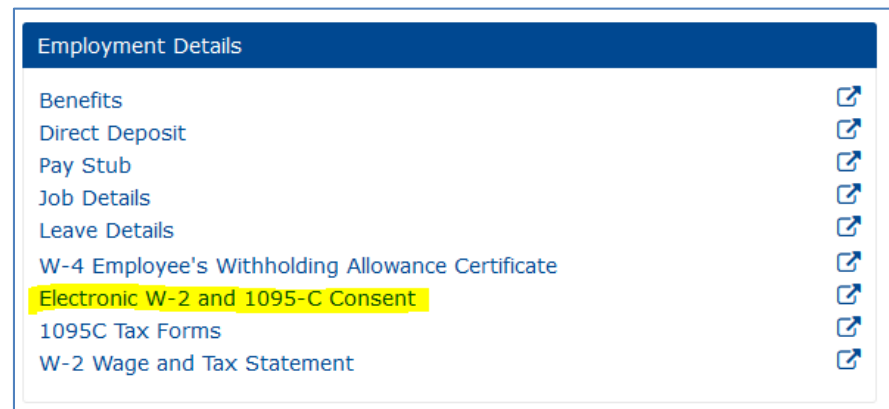 Employment Details
Benefits
Direct Deposit
Pay Stub
Job Details
Leave Details
W-4 Employee's Withholding Allowance Certificate
Electronic W-2 and 1095-C Consent
1095C Tax Forms
W-2 Wage and Tax Statement